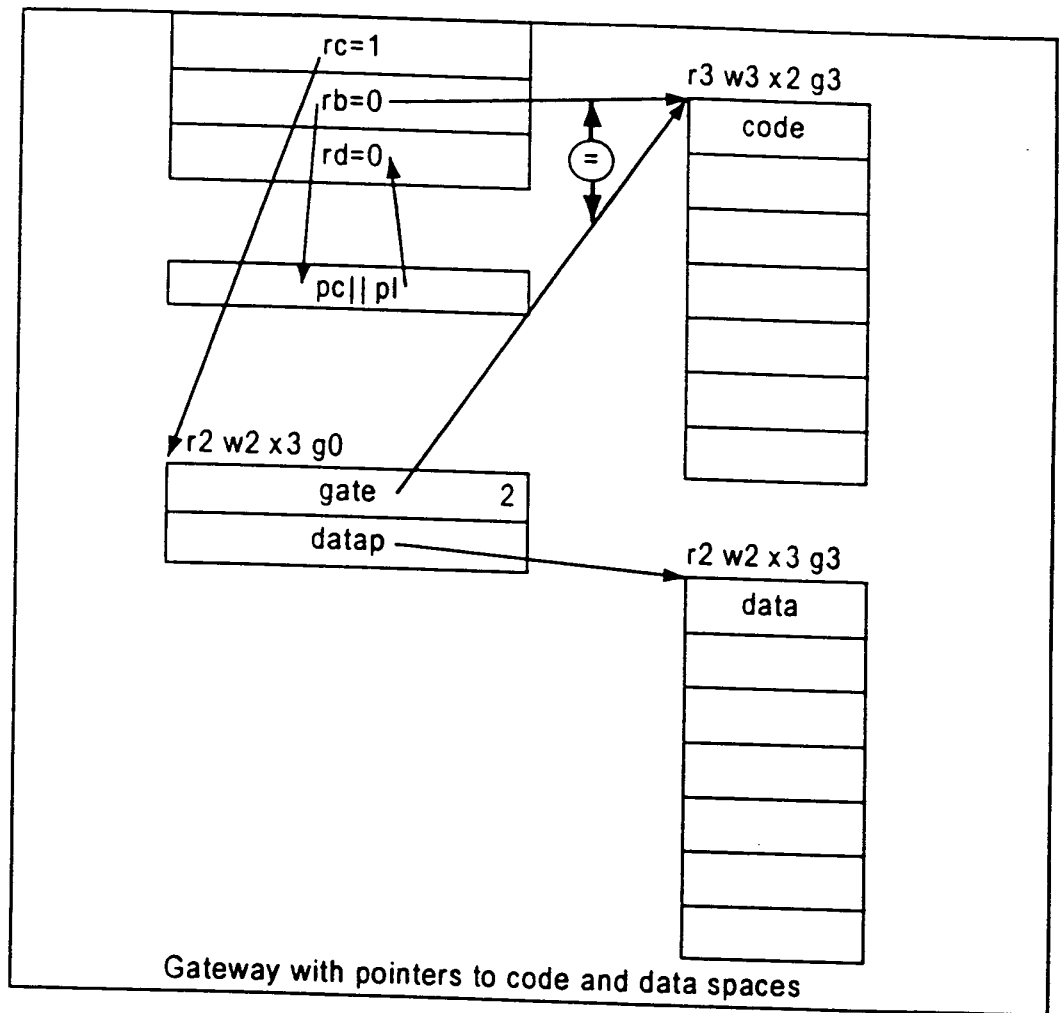 rc=1
rb=0
rd=0
r3 w3 x2 g3
code
=
pc|| pl
r2 w2 x3 g0
gate 2
datap
r2 w2 x3 g3
data
Gateway with pointers to code and data spaces